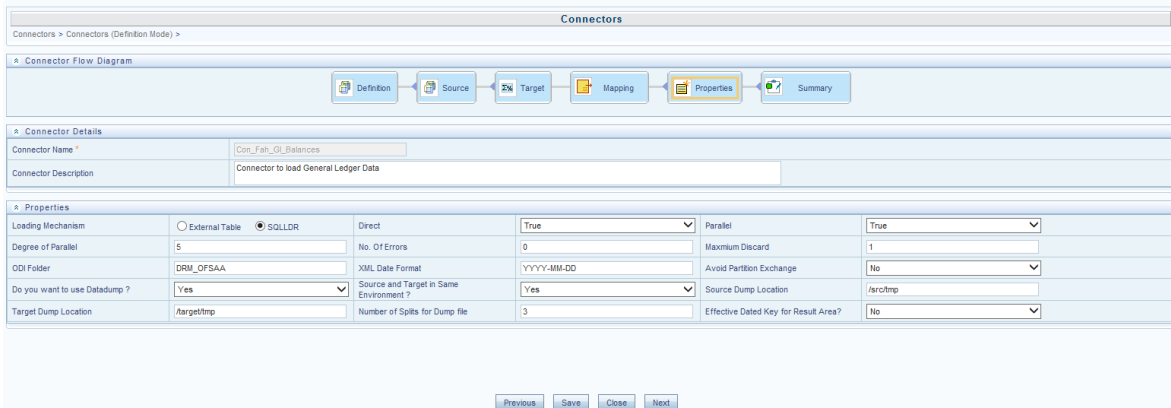 Connectors
Connectors > Connectors (Definition Mode) >
Connector Flow Diagram
Definition Source Target Mapping Properties Summary
Connector Details
Connector Name * Con_Fah_Gl_Balances
Connector Description Connector to load General Ledger Data
Properties
Loading Mechanism External Table SQLLDR Direct True Parallel True
Degree of Parallel 5 No. Of Errors 0 Maxmium Discard 1
ODI Folder DRM_OFSAA XML Date Format YYYY-MM-DD Avoid Partition Exchange No
Do you want to use Datadump ? Yes Source and Target in Same Environment ? Yes Source Dump Location /src/tmp
Target Dump Location /target/tmp Number of Splits for Dump file 3 Effective Dated Key for Result Area? No
Previous Save Close Next